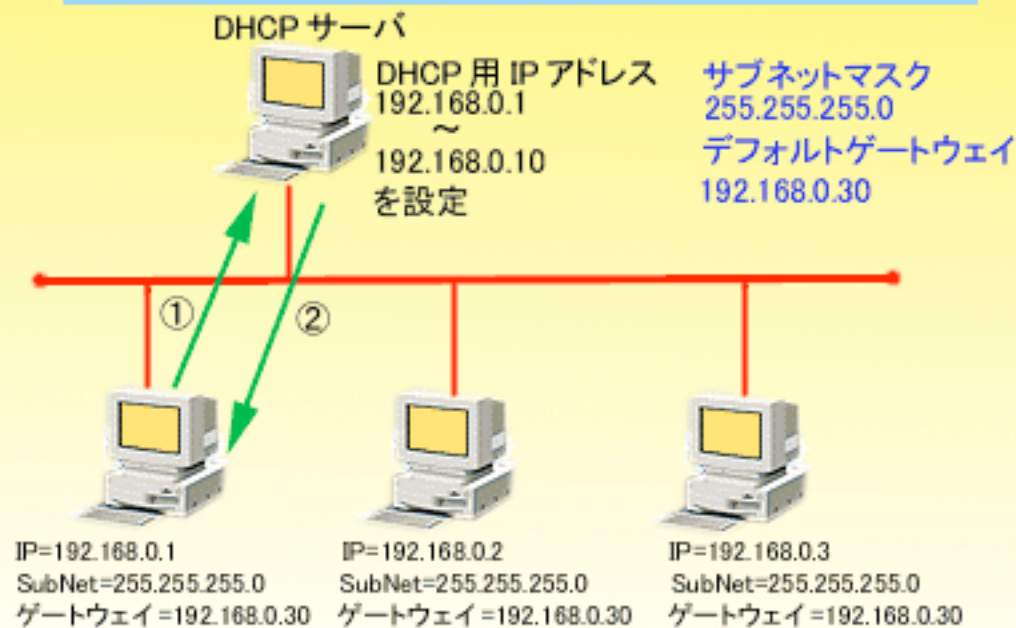 DHCP サーバ
DHCP 用 IP アドレス
192.168.0.1
～
192.168.0.10
を設定
サブネットマスク
255.255.255.0
デフォルトゲートウェイ
192.168.0.30
①
②
IP=192.168.0.1
SubNet=255.255.255.0
ゲートウェイ=192.168.0.30
IP=192.168.0.2
SubNet=255.255.255.0
ゲートウェイ=192.168.0.30
IP=192.168.0.3
SubNet=255.255.255.0
ゲートウェイ=192.168.0.30